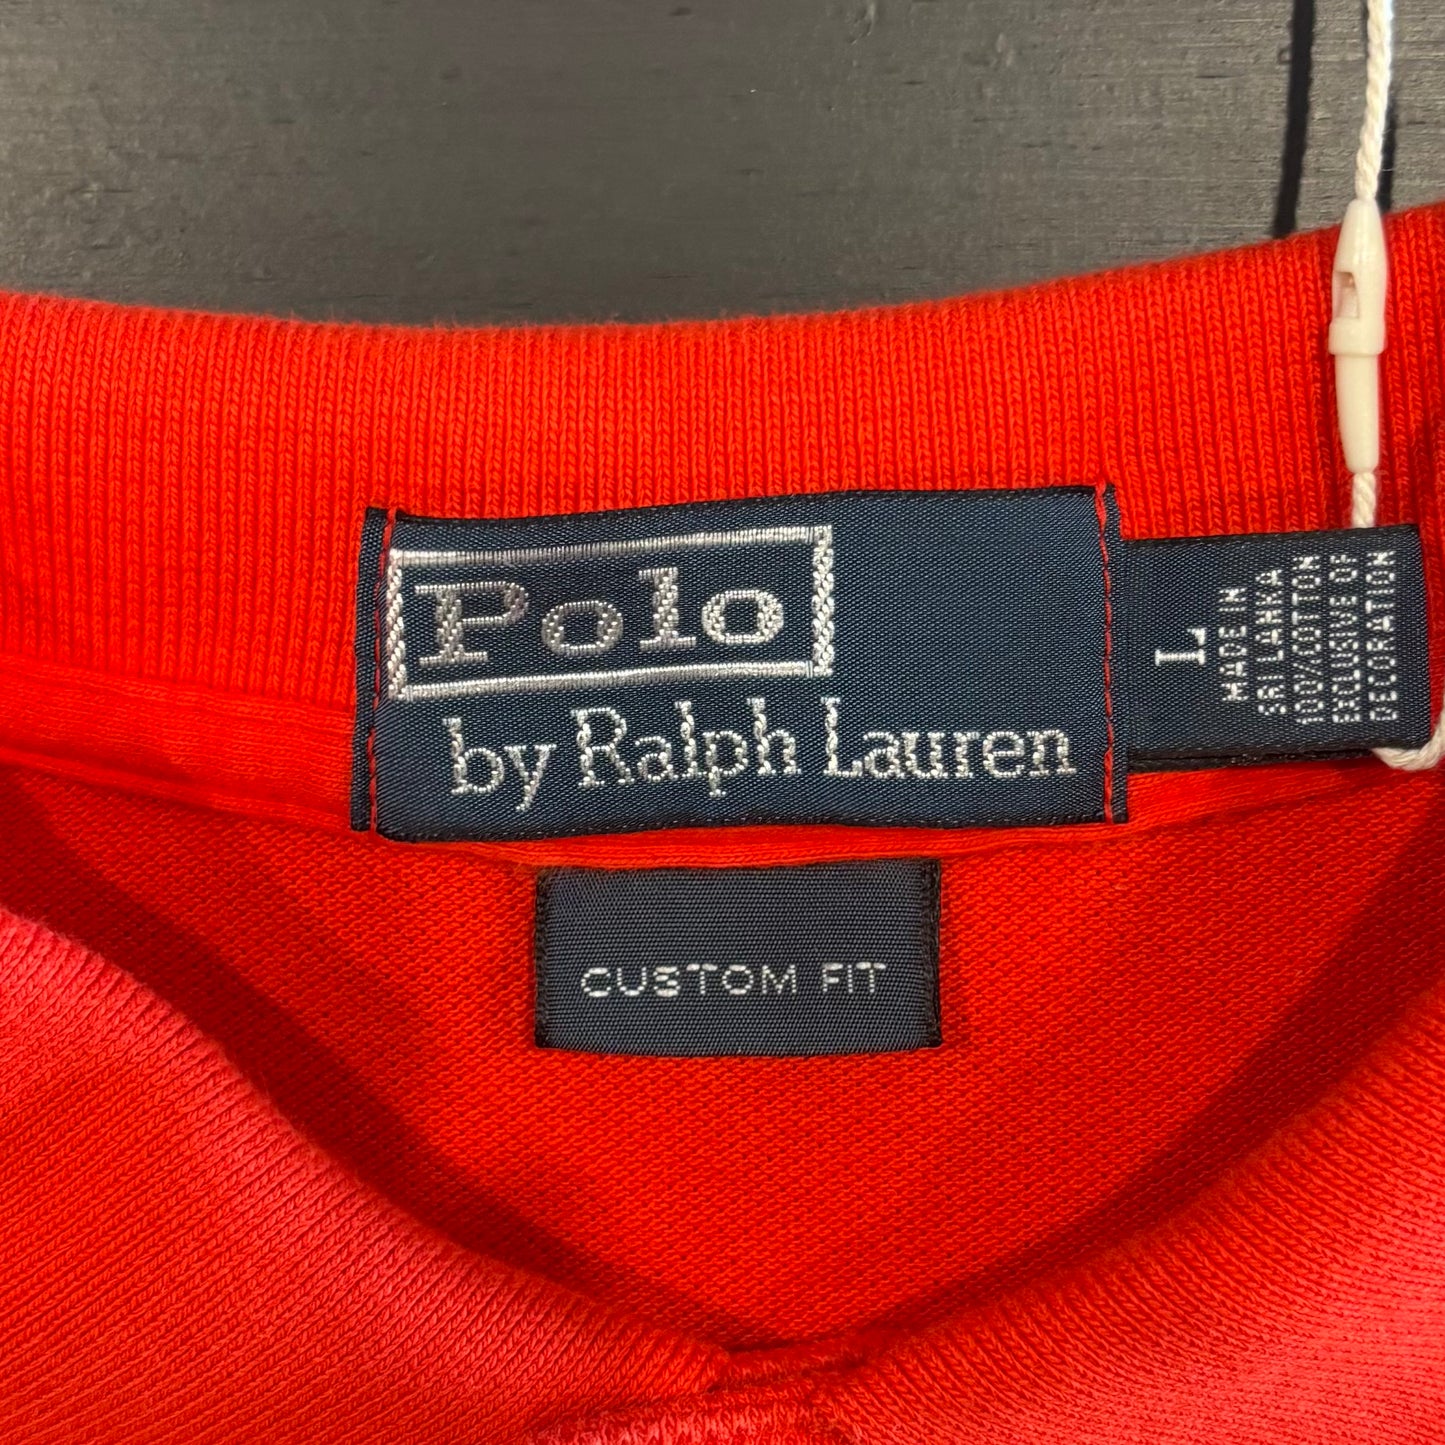 Polo
by Ralph Lauren
L
MADE IN
SRI LANKA
100/COTTON
EXCLUSIVE OF
DECORATION
CUSTOM FIT